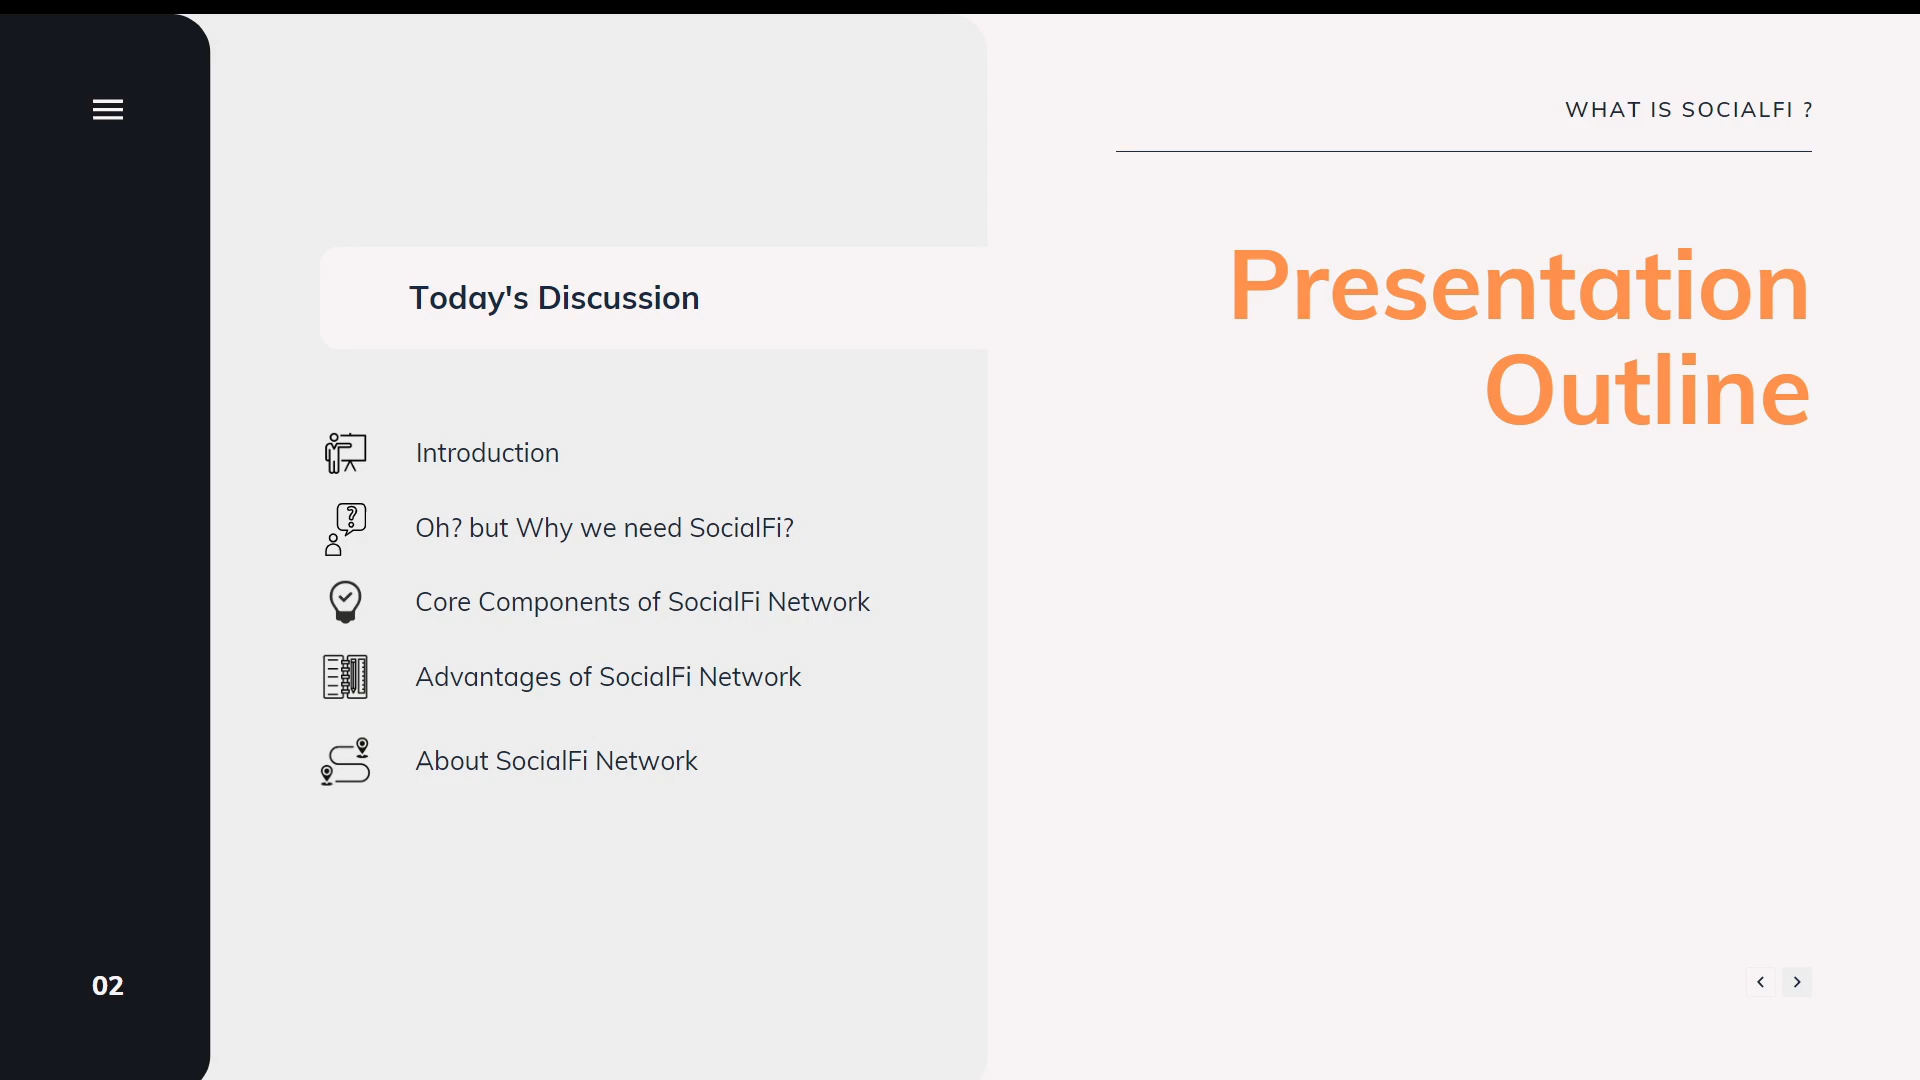 WHAT IS SOCIALFI ?
Presentation
Outline
Today's Discussion
Introduction
Oh? but Why we need SocialFi?
Core Components of SocialFi Network
Advantages of SocialFi Network
About SocialFi Network
02